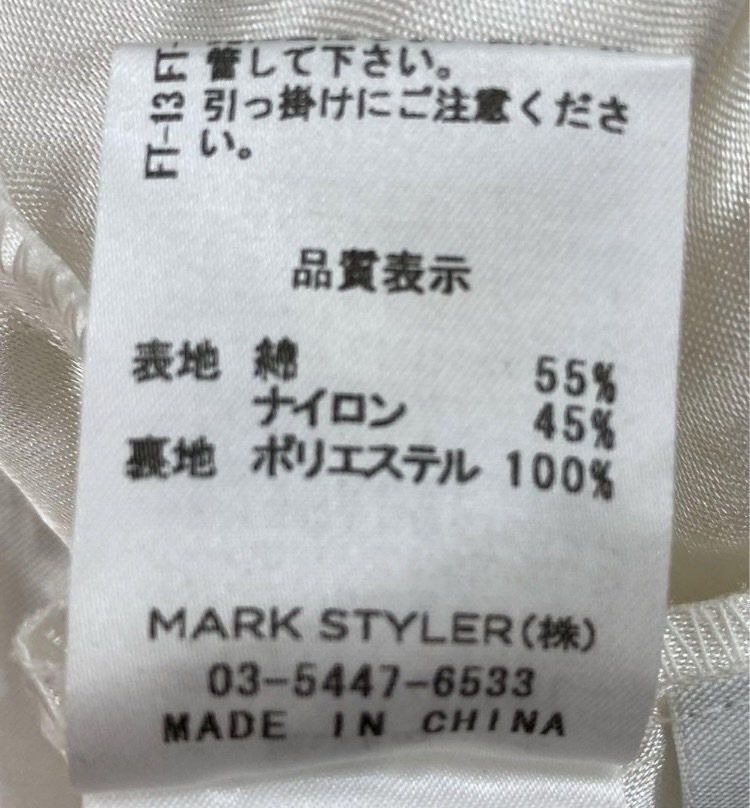 管して下さい。
FT-13 引っ掛けにご注意くださ
い。
品質表示
表地 綿 55%
ナイロン 45%
裏地 ポリエステル 100%
MARK STYLER(株)
03-5447-6533
MADE IN CHINA